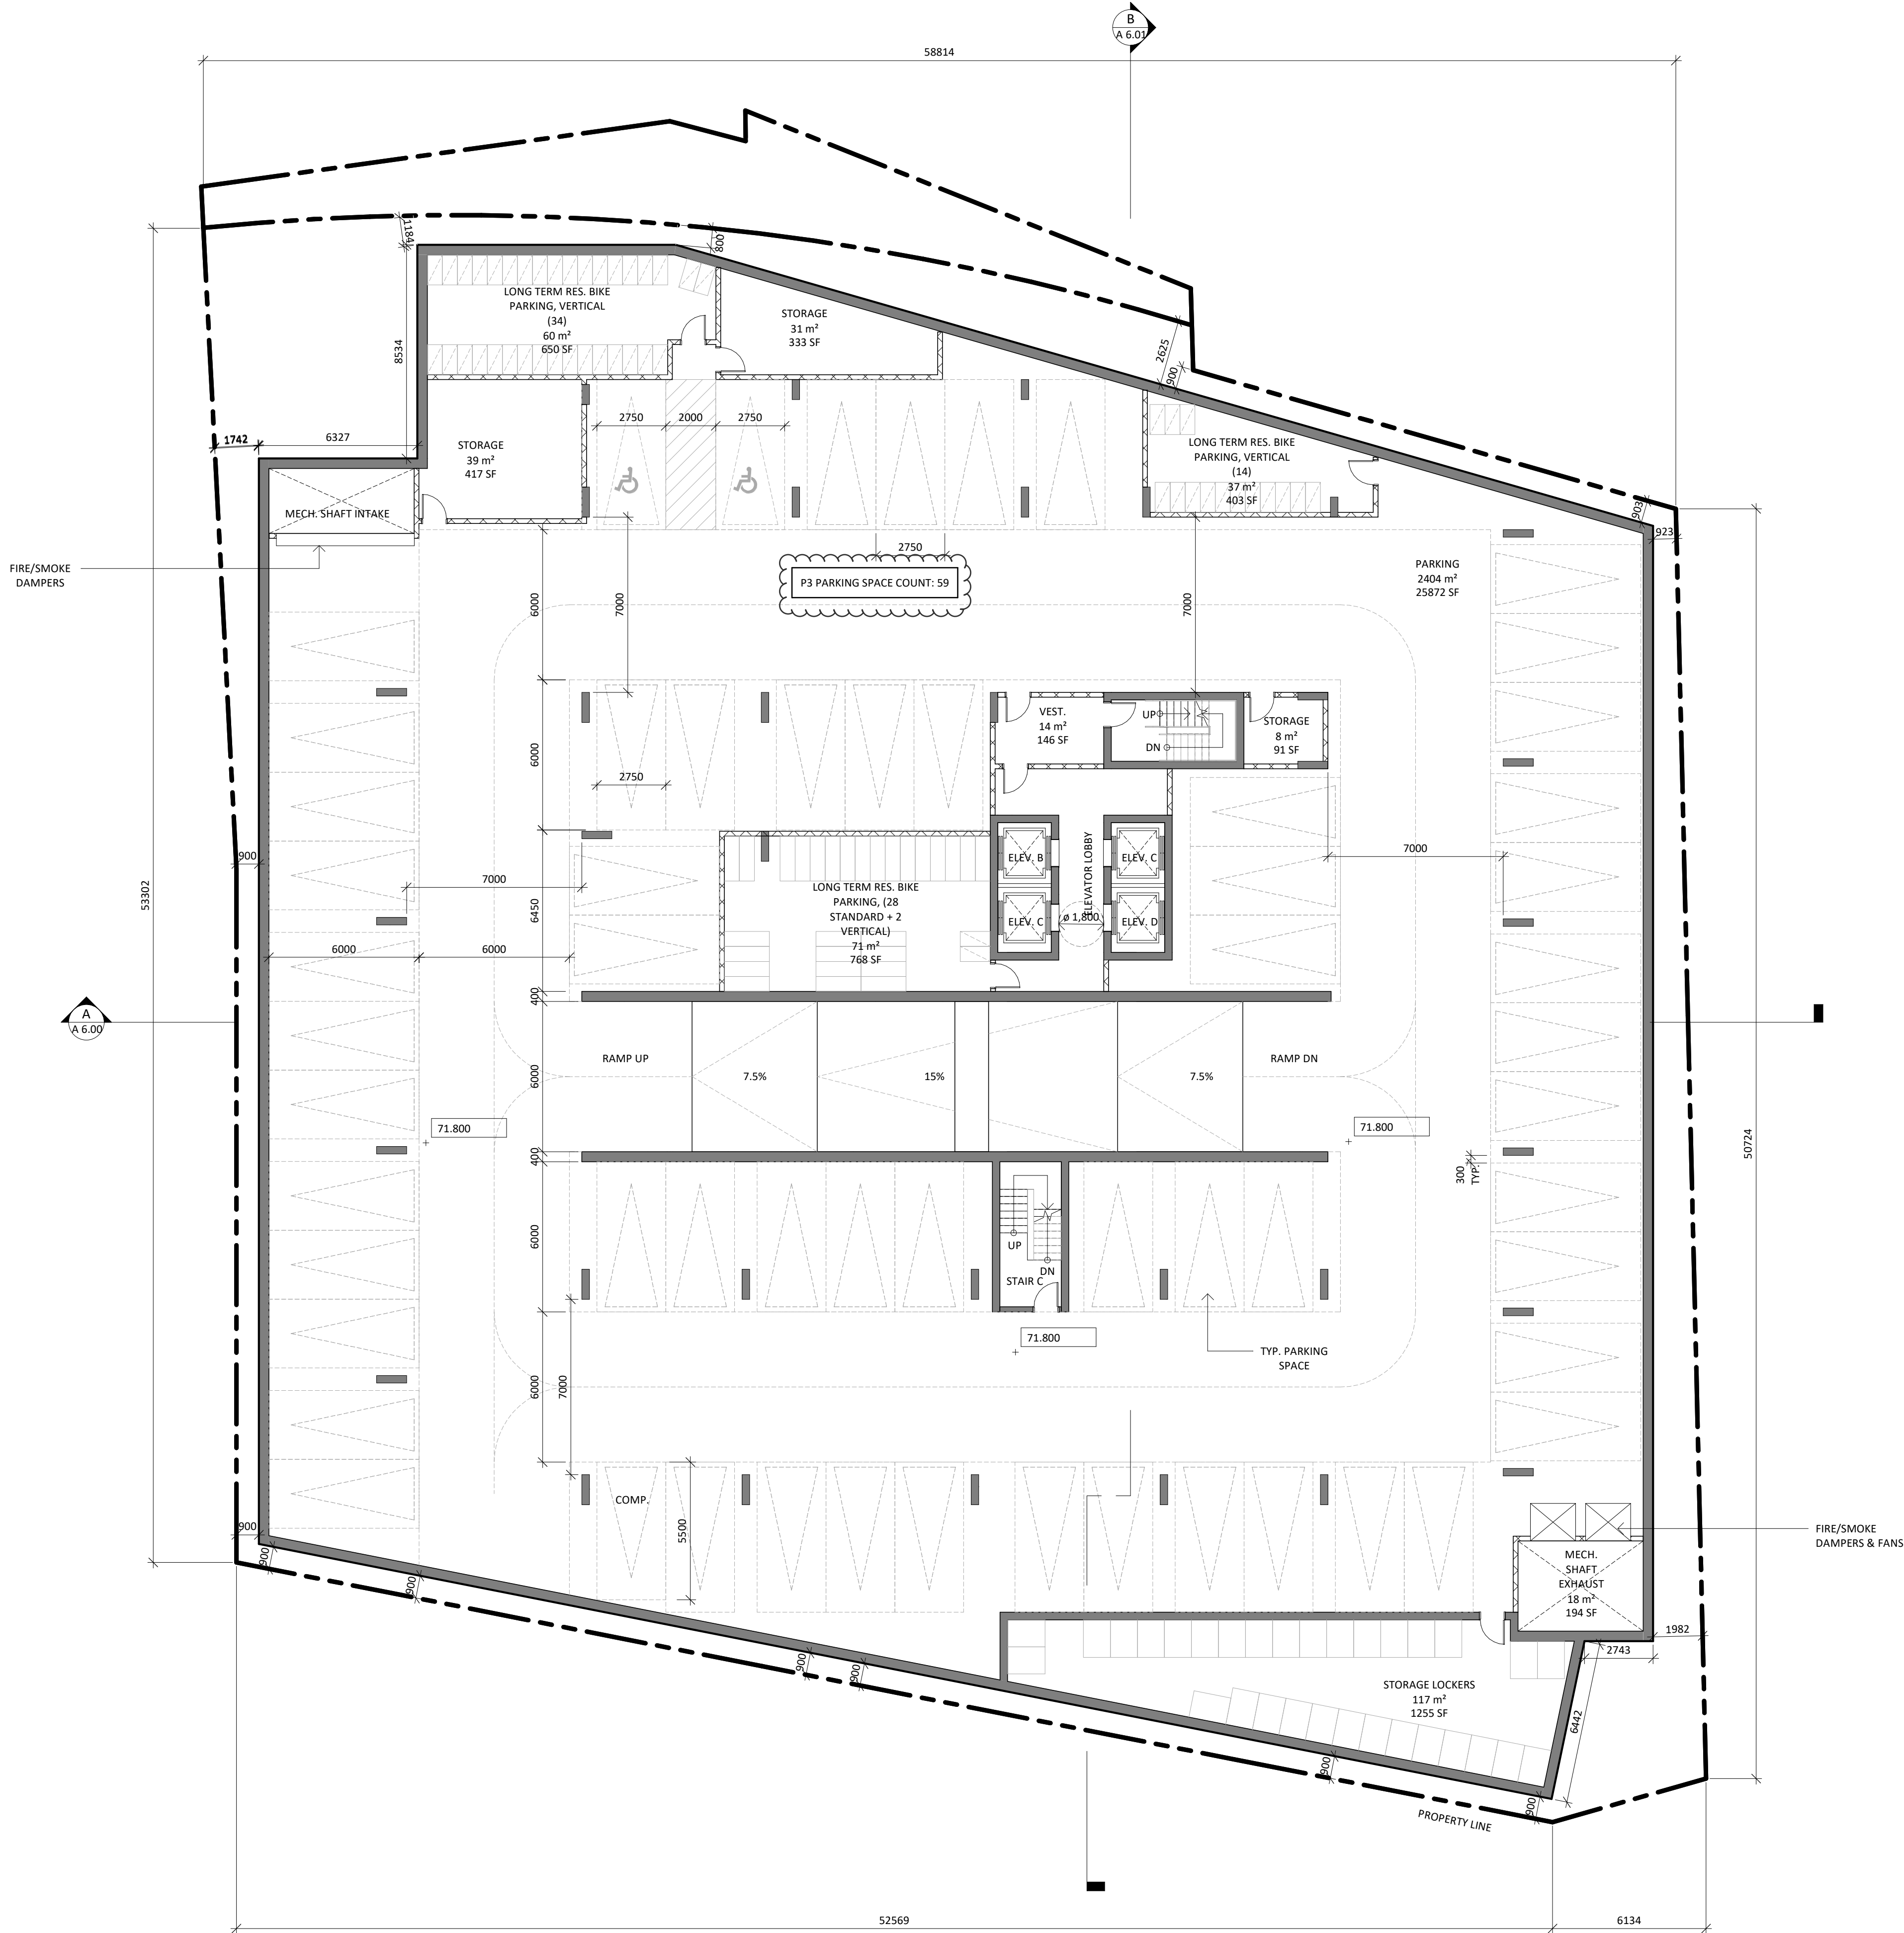 B
A 6.01
58814
1184
800
LONG TERM RES. BIKE
PARKING, VERTICAL
(34)
60 m²
650 SF
STORAGE
31 m²
333 SF
8534
2625
900
1742
6327
2750
2000
2750
STORAGE
39 m²
417 SF
LONG TERM RES. BIKE
PARKING, VERTICAL
(14)
37 m²
403 SF
MECH. SHAFT INTAKE
903
923
2750
FIRE/SMOKE
DAMPERS
P3 PARKING SPACE COUNT: 59
PARKING
2404 m²
25872 SF
6000
7000
7000
VEST.
14 m²
146 SF
UP
DN
STORAGE
8 m²
91 SF
6000
2750
900
7000
ELEV. B
ELEV. C
ELEVATOR LOBBY
7000
53302
6450
LONG TERM RES. BIKE
PARKING, (28
STANDARD + 2
VERTICAL)
71 m²
768 SF
ELEV. C
ø 1,800
ELEV. D
6000
6000
400
A
A 6.00
RAMP UP
RAMP DN
6000
7.5%
15%
7.5%
71.800
71.800
400
300
TYP.
50724
6000
UP
DN
STAIR C
71.800
TYP. PARKING
SPACE
6000
7000
COMP.
5500
900
900
900
FIRE/SMOKE
DAMPERS & FANS
MECH.
SHAFT
EXHAUST
18 m²
194 SF
1982
2743
900
900
STORAGE LOCKERS
117 m²
1255 SF
6442
900
900
PROPERTY LINE
52569
6134